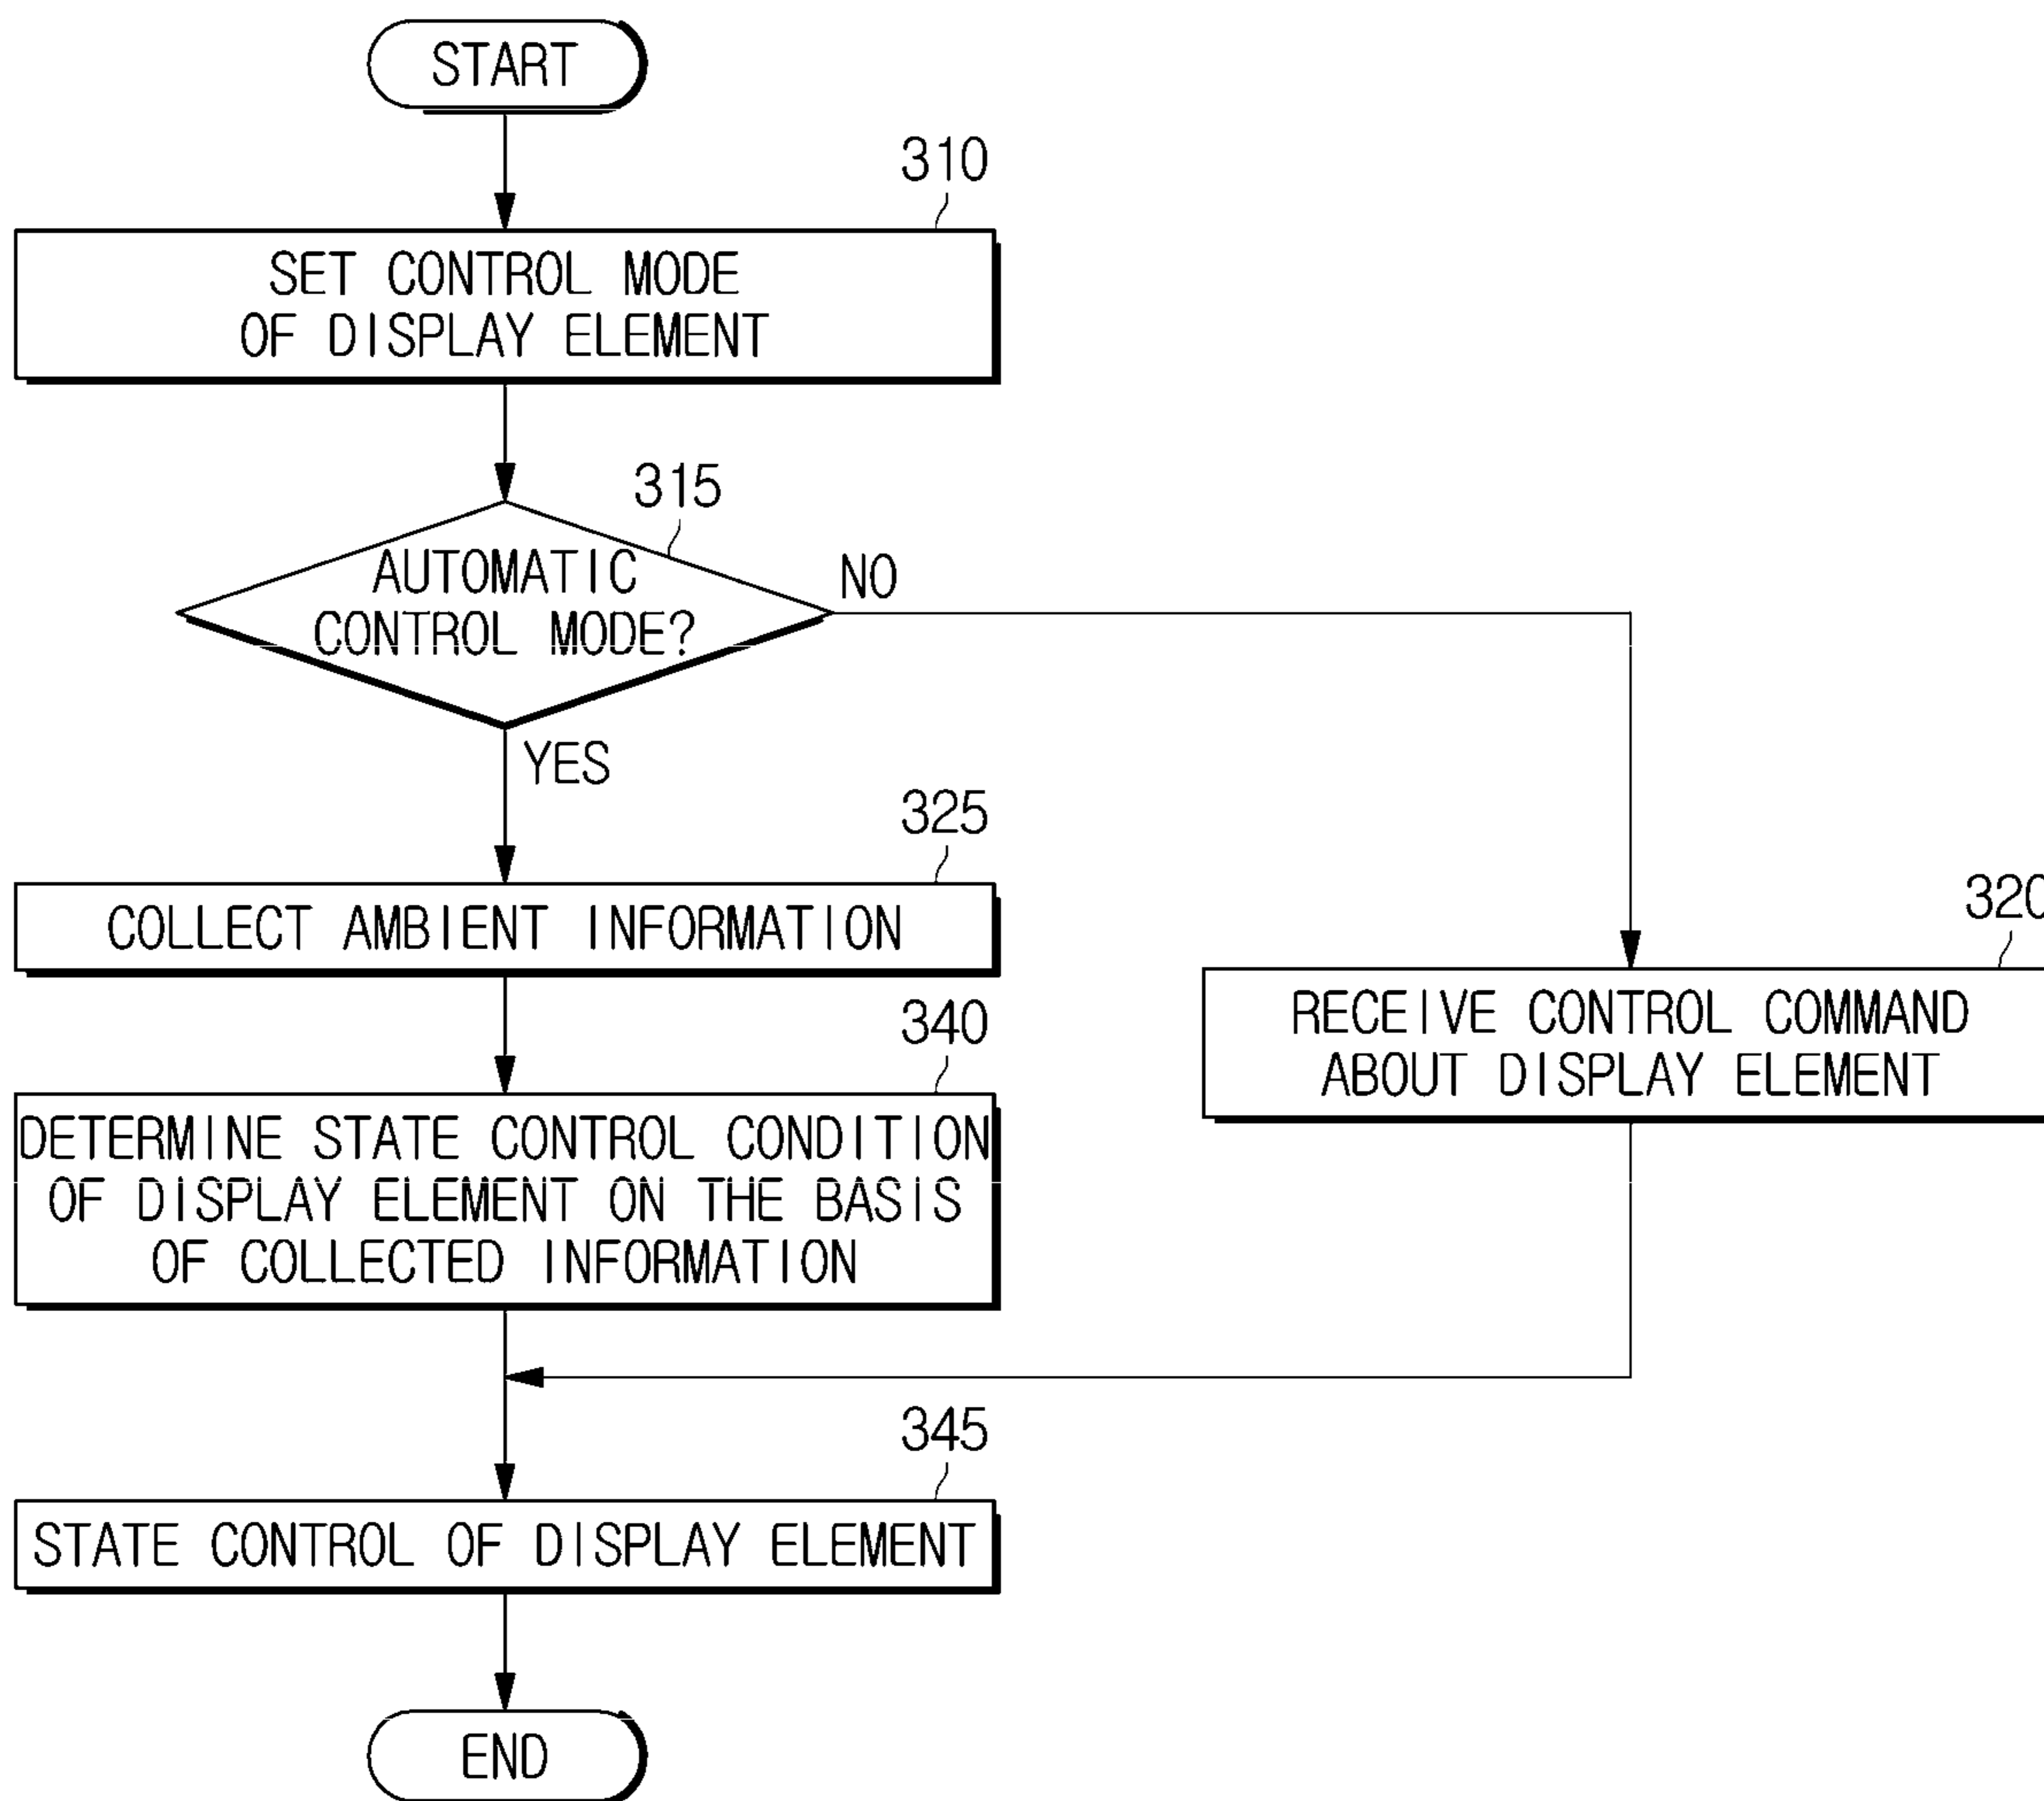 START
310
SET CONTROL MODE
OF DISPLAY ELEMENT
315
AUTOMATIC
CONTROL MODE?
NO
YES
325
COLLECT AMBIENT INFORMATION
320
RECEIVE CONTROL COMMAND
ABOUT DISPLAY ELEMENT
340
DETERMINE STATE CONTROL CONDITION
OF DISPLAY ELEMENT ON THE BASIS
OF COLLECTED INFORMATION
345
STATE CONTROL OF DISPLAY ELEMENT
END